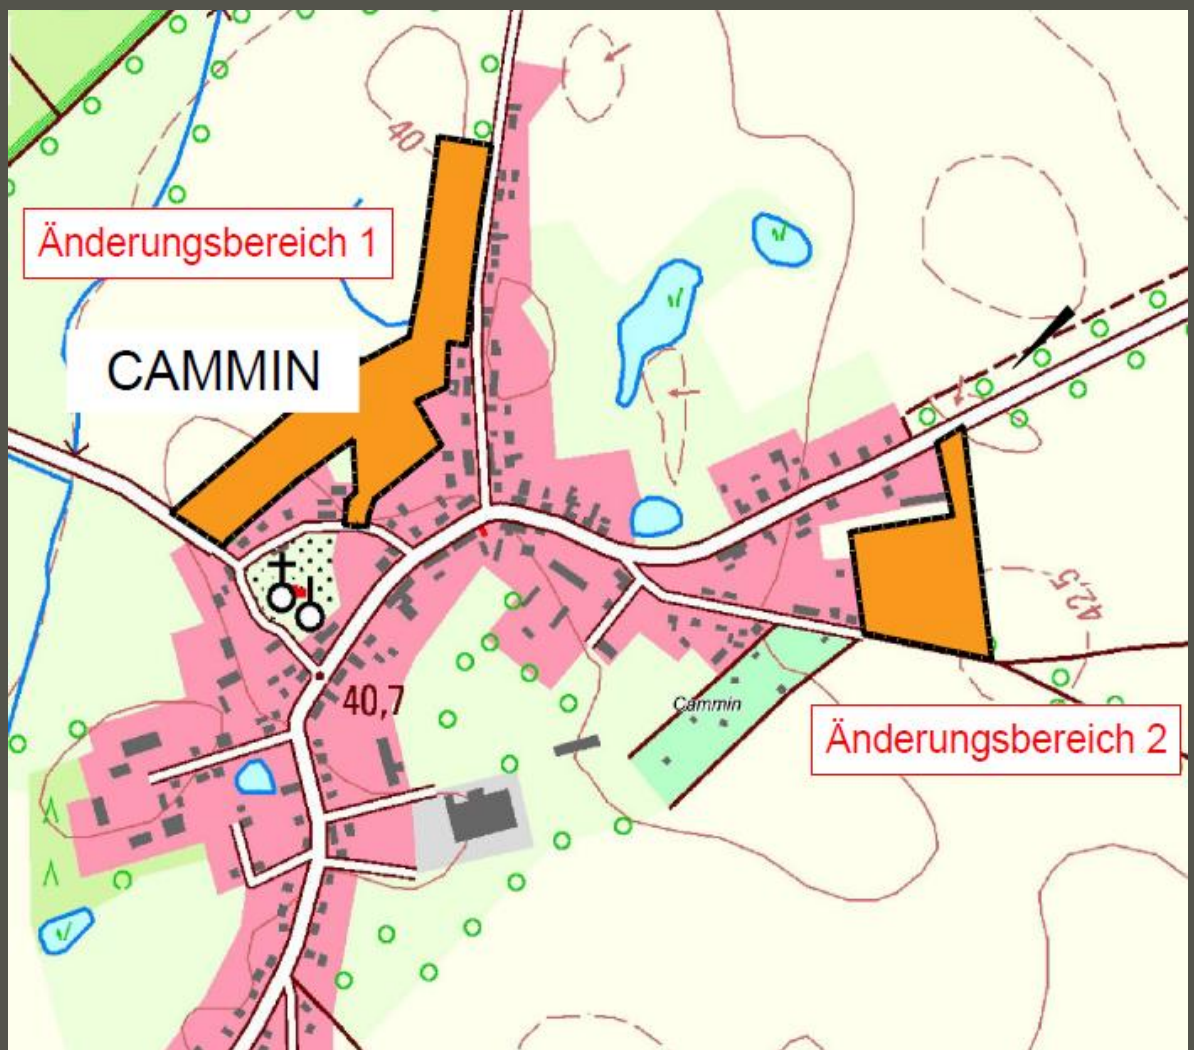 40
Änderungsbereich 1
CAMMIN
42,5
40,7
Cammin
Änderungsbereich 2